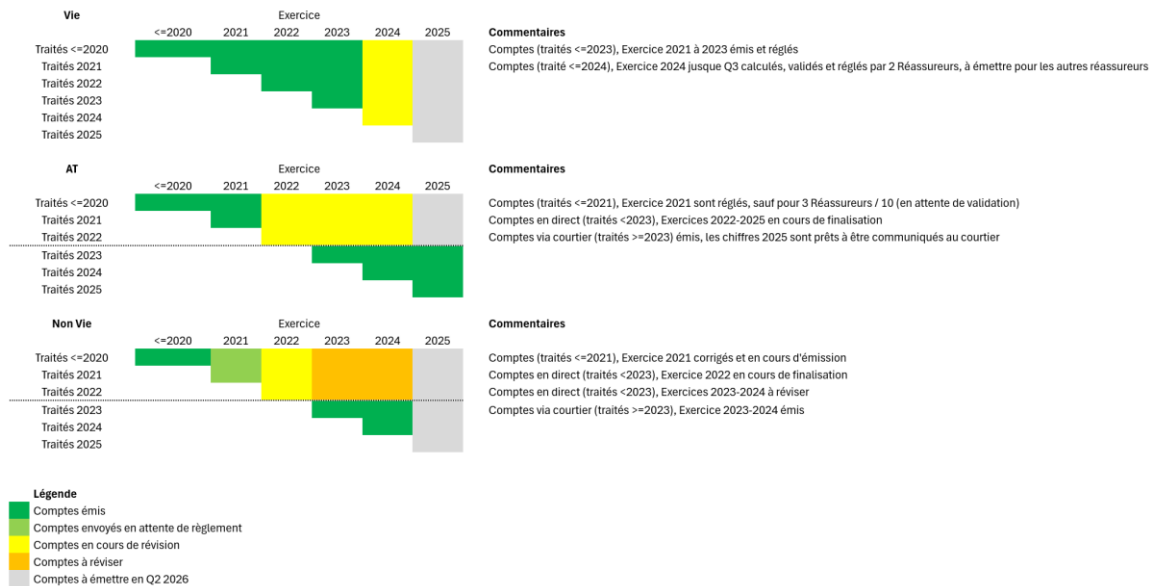 Vie Exercice
<=2020 2021 2022 2023 2024 2025 Commentaires
Traités <=2020 Comptes (traités <=2023), Exercice 2021 à 2023 émis et réglés
Traités 2021 Comptes (traité <=2024), Exercice 2024 jusque Q3 calculés, validés et réglés par 2 Réassureurs, à émettre pour les autres réassureurs
Traités 2022
Traités 2023
Traités 2024
Traités 2025
AT Exercice Commentaires
<=2020 2021 2022 2023 2024 2025
Traités <=2020 Comptes (traités <=2021), Exercice 2021 sont réglés, sauf pour 3 Réassureurs / 10 (en attente de validation)
Traités 2021 Comptes en direct (traités <2023), Exercices 2022-2025 en cours de finalisation
Traités 2022 Comptes via courtier (traités >=2023) émis, les chiffres 2025 sont prêts à être communiqués au courtier
Traités 2023
Traités 2024
Traités 2025
Non Vie Exercice Commentaires
<=2020 2021 2022 2023 2024 2025
Traités <=2020 Comptes (traités <=2021), Exercice 2021 corrigés et en cours d'émission
Traités 2021 Comptes en direct (traités <2023), Exercice 2022 en cours de finalisation
Traités 2022 Comptes en direct (traités <2023), Exercices 2023-2024 à réviser
Traités 2023 Comptes via courtier (traités >=2023), Exercice 2023-2024 émis
Traités 2024
Traités 2025
Légende
Comptes émis
Comptes envoyés en attente de règlement
Comptes en cours de révision
Comptes à réviser
Comptes à émettre en Q2 2026